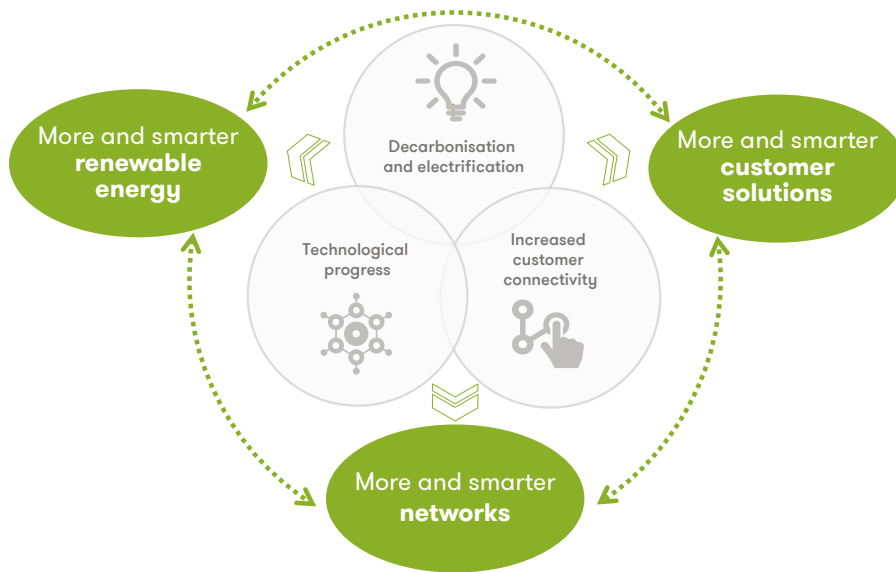 Decarbonisation
and electrification
More and smarter
renewable
energy
More and smarter
customer
solutions
Technological
progress
Increased
customer
connectivity
More and smarter
networks